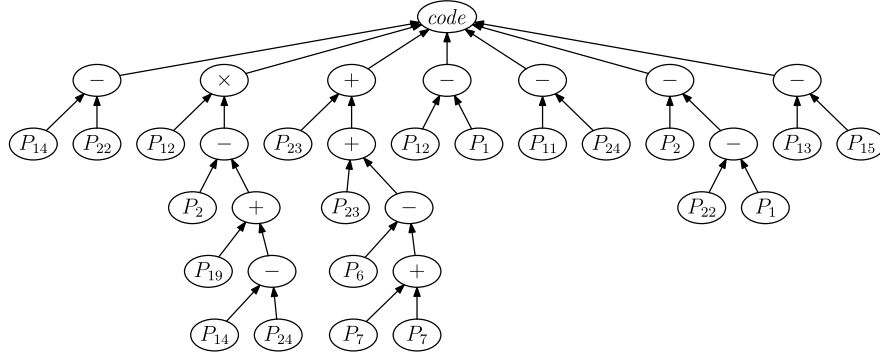 code
− × + − − − −
P₁₄ P₂₂ P₁₂ − P₂₃ + P₁₂ P₁ P₁₁ P₂₄ P₂ − P₁₃ P₁₅
P₂ + P₂₃ − P₂₂ P₁
P₁₉ − P₆ +
P₁₄ P₂₄ P₇ P₇